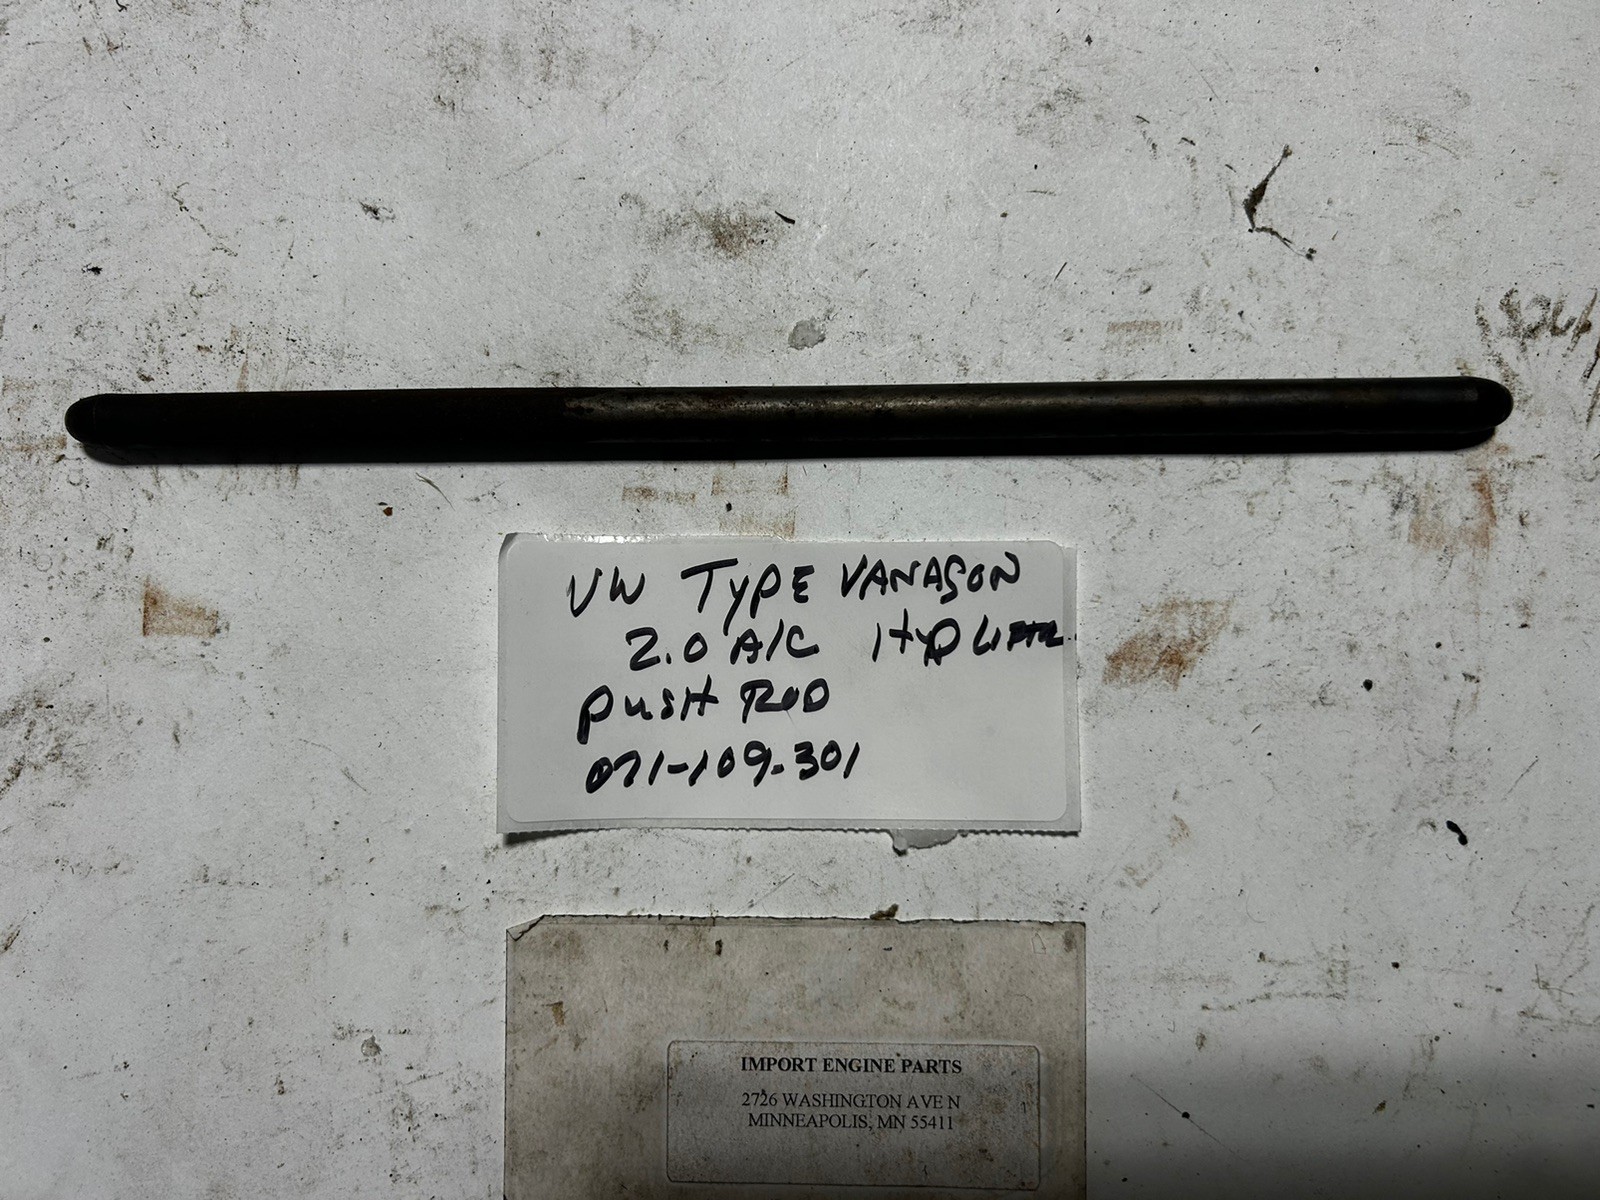 VW TYPE VANAGON
2.0 A/C HYD LIFTER
PUSH ROD
071-109-301
IMPORT ENGINE PARTS
2726 WASHINGTON AVE N
MINNEAPOLIS, MN 55411